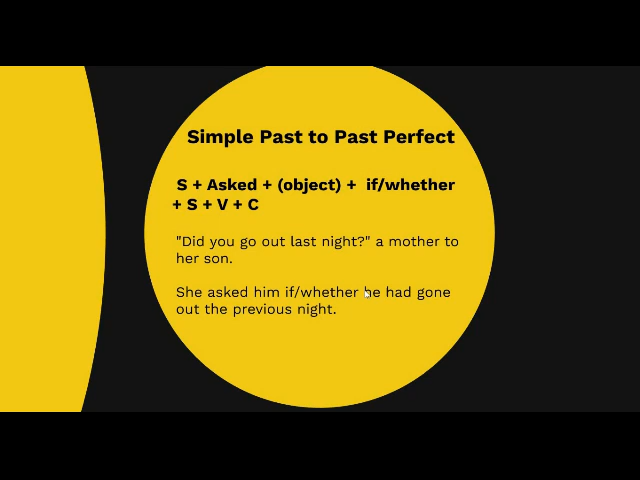 Simple Past to Past Perfect
S + Asked + (object) + if/whether
+ S + V + C
"Did you go out last night?" a mother to
her son.
She asked him if/whether he had gone
out the previous night.